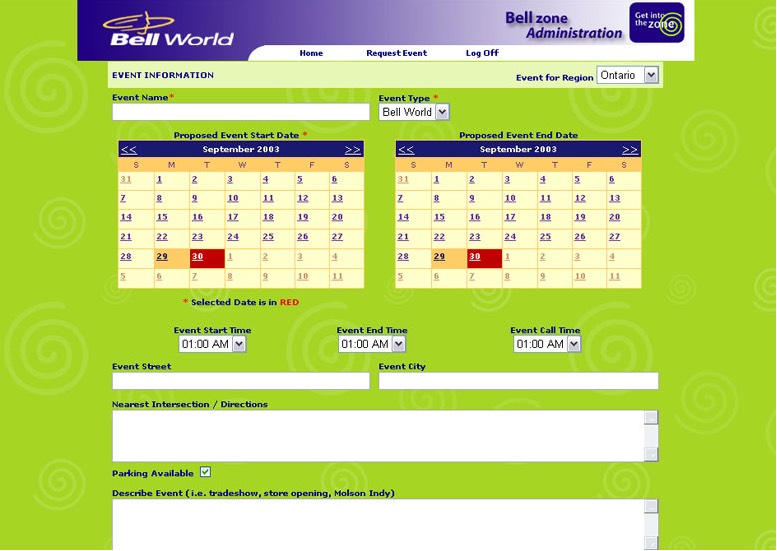 Bell World
Bell zone
Administration
Get into
the zone
Home Request Event Log Off
EVENT INFORMATION
Event for Region Ontario
Event Name*
Event Type *
Bell World
Proposed Event Start Date *
<< September 2003 >>
S M T W T F S
31 1 2 3 4 5 6
7 8 9 10 11 12 13
14 15 16 17 18 19 20
21 22 23 24 25 26 27
28 29 30 1 2 3 4
5 6 7 8 9 10 11
Proposed Event End Date
<< September 2003 >>
S M T W T F S
31 1 2 3 4 5 6
7 8 9 10 11 12 13
14 15 16 17 18 19 20
21 22 23 24 25 26 27
28 29 30 1 2 3 4
5 6 7 8 9 10 11
* Selected Date is in RED
Event Start Time
01:00 AM
Event End Time
01:00 AM
Event Call Time
01:00 AM
Event Street
Event City
Nearest Intersection / Directions
Parking Available
Describe Event (i.e. tradeshow, store opening, Molson Indy)